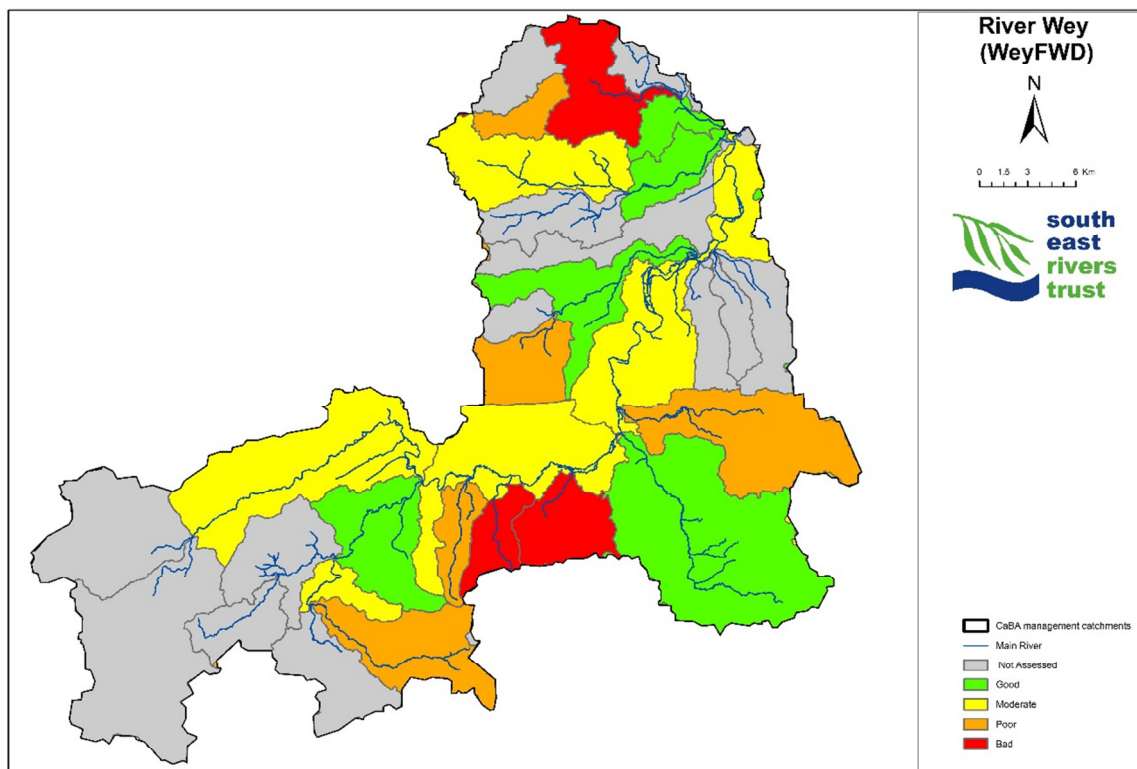 River Wey
(WeyFWD)
N
0 1.5 3 6 Km
south
east
rivers
trust
CaBA management catchments
Main River
Not Assessed
Good
Moderate
Poor
Bad